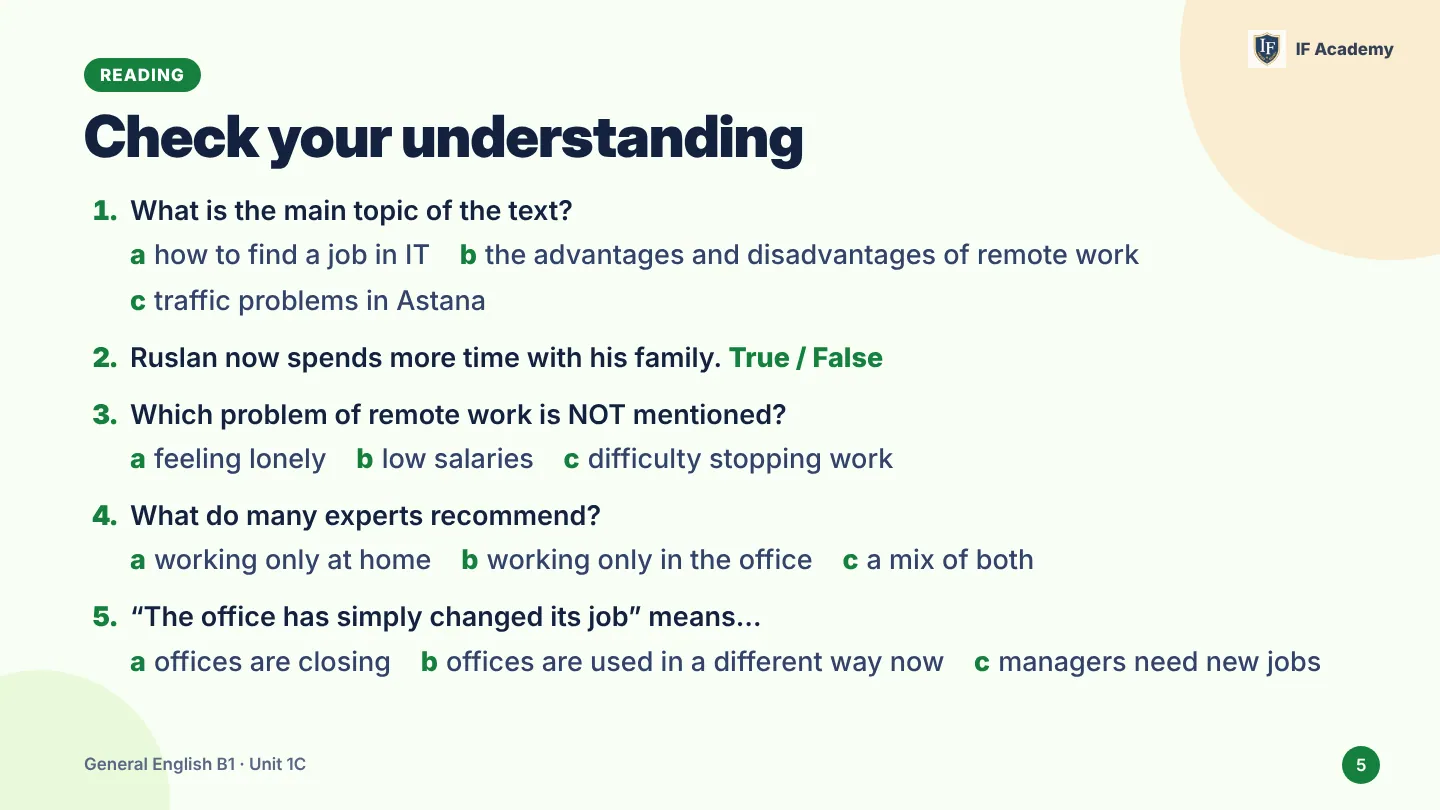 IF IF Academy
READING
Check your understanding
1. What is the main topic of the text?
a how to find a job in IT b the advantages and disadvantages of remote work
c traffic problems in Astana
2. Ruslan now spends more time with his family. True / False
3. Which problem of remote work is NOT mentioned?
a feeling lonely b low salaries c difficulty stopping work
4. What do many experts recommend?
a working only at home b working only in the office c a mix of both
5. “The office has simply changed its job” means…
a offices are closing b offices are used in a different way now c managers need new jobs
General English B1 · Unit 1C
5